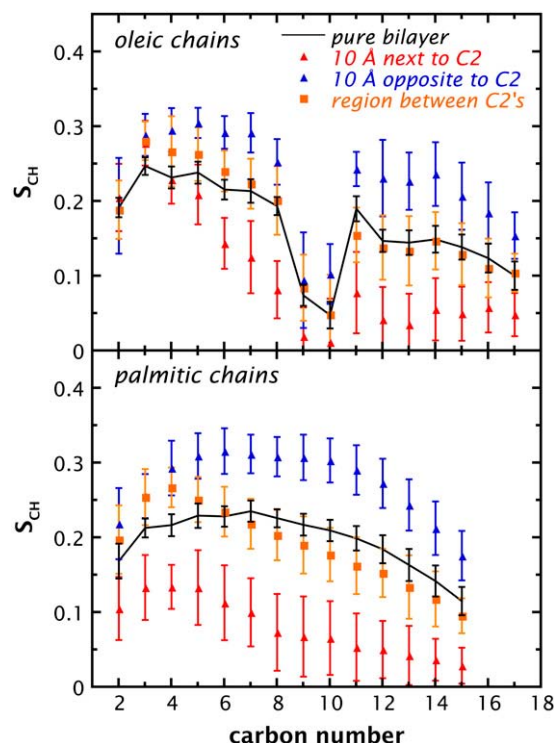 0.4
oleic chains
pure bilayer
10 Å next to C2
10 Å opposite to C2
region between C2's
0.3
S_CH
0.2
0.1
0
palmitic chains
0.4
0.3
S_CH
0.2
0.1
0
2 4 6 8 10 12 14 16 18
carbon number